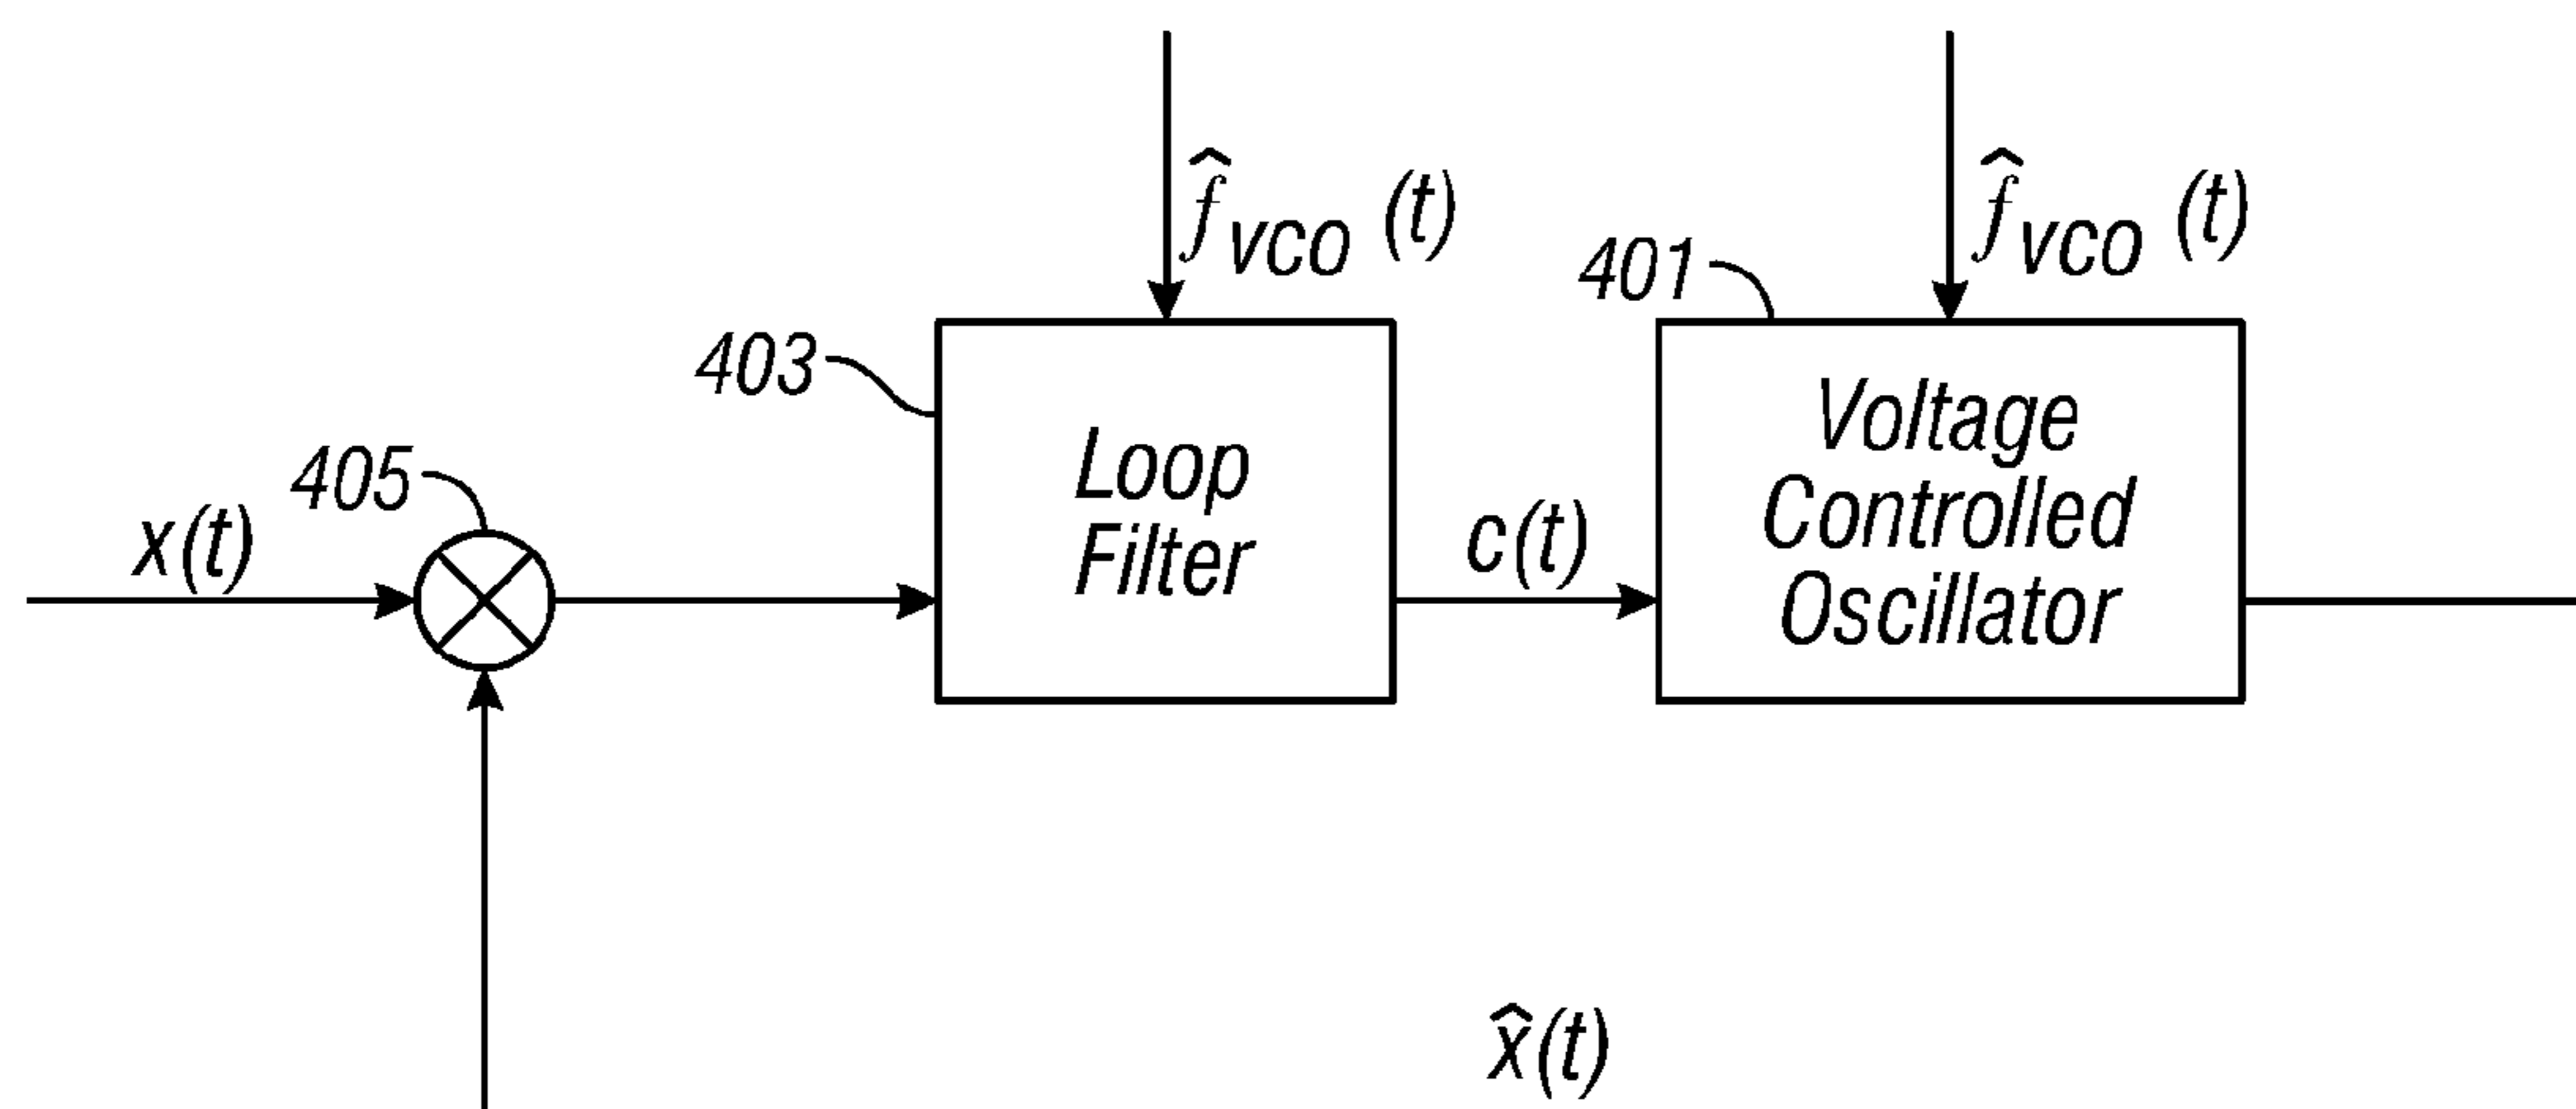 f̂vco (t)
f̂vco (t)
401
403
Voltage
Controlled
Oscillator
Loop
Filter
405
x(t)
c(t)
x̂(t)